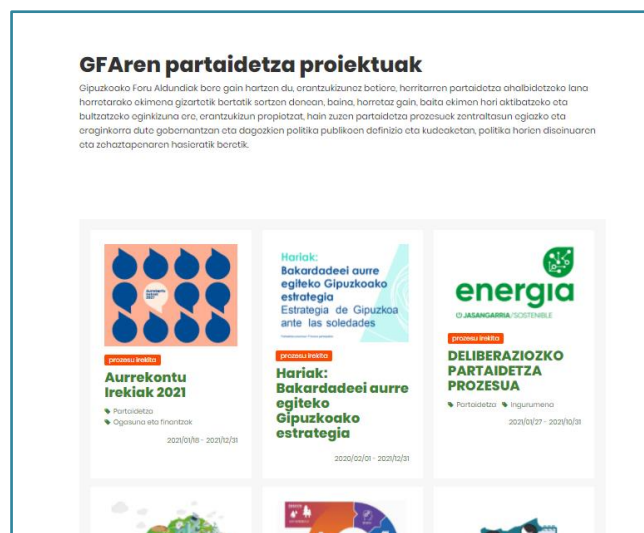 GFAren partaidetza proiektuak
Gipuzkoako Foru Aldundiak bere gain hartzen du, erantzukizunez betiere, herritarren partaidetza ahalbidetzeko lana
horretarako ekimena gizartetik bertatik sortzen denean, baina, horretaz gain, baita ekimen hori aktibatzeko eta
bultzatzeko eginkizuna ere, erantzukizun propiotzat, hain zuzen partaidetza prozesuek zentraltasun egiazko eta
eraginkorra dute gobernantzan eta dagozkien politika publikoen definizio eta kudeaketan, politika horien diseinuaren
eta zehaztapenaren hasieratik beretik.
prozesu irekita
Aurrekontu
Irekiak 2021
Partaidetza
Ogasuna eta finantzak
2021/01/18 - 2021/12/31
Hariak:
Bakardadeei aurre
egiteko Gipuzkoako
estrategia
Estrategia de Gipuzkoa
ante las soledades
prozesu irekita
Hariak:
Bakardadeei aurre
egiteko
Gipuzkoako
estrategia
2020/02/01 - 2021/12/31
energia
JASANGARRIA/SOSTENIBLE
prozesu irekita
DELIBERAZIOZKO
PARTAIDETZA
PROZESUA
Partaidetza Ingurumena
2021/01/27 - 2021/10/31